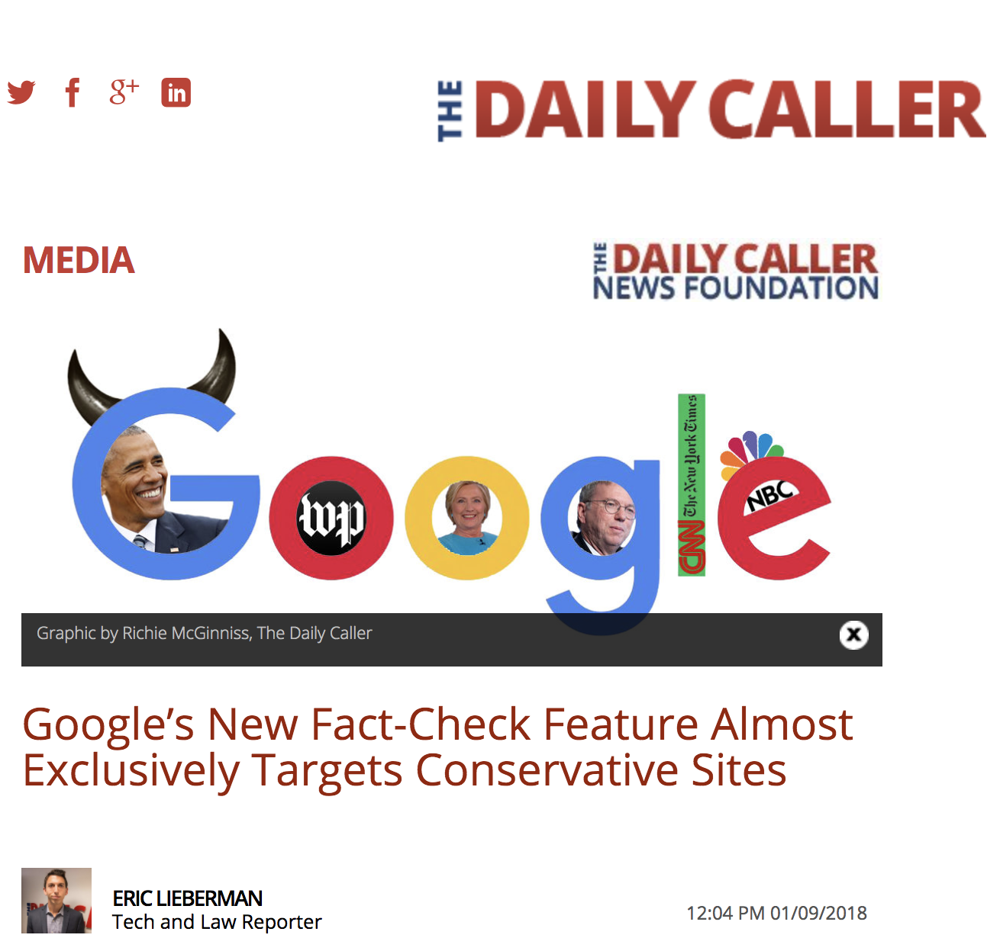 g+
in
THE DAILY CALLER
MEDIA
THE DAILY CALLER
NEWS FOUNDATION
Google
wp
CNN The New York Times
NBC
Graphic by Richie McGinniss, The Daily Caller
Google’s New Fact-Check Feature Almost
Exclusively Targets Conservative Sites
ERIC LIEBERMAN
Tech and Law Reporter
12:04 PM 01/09/2018